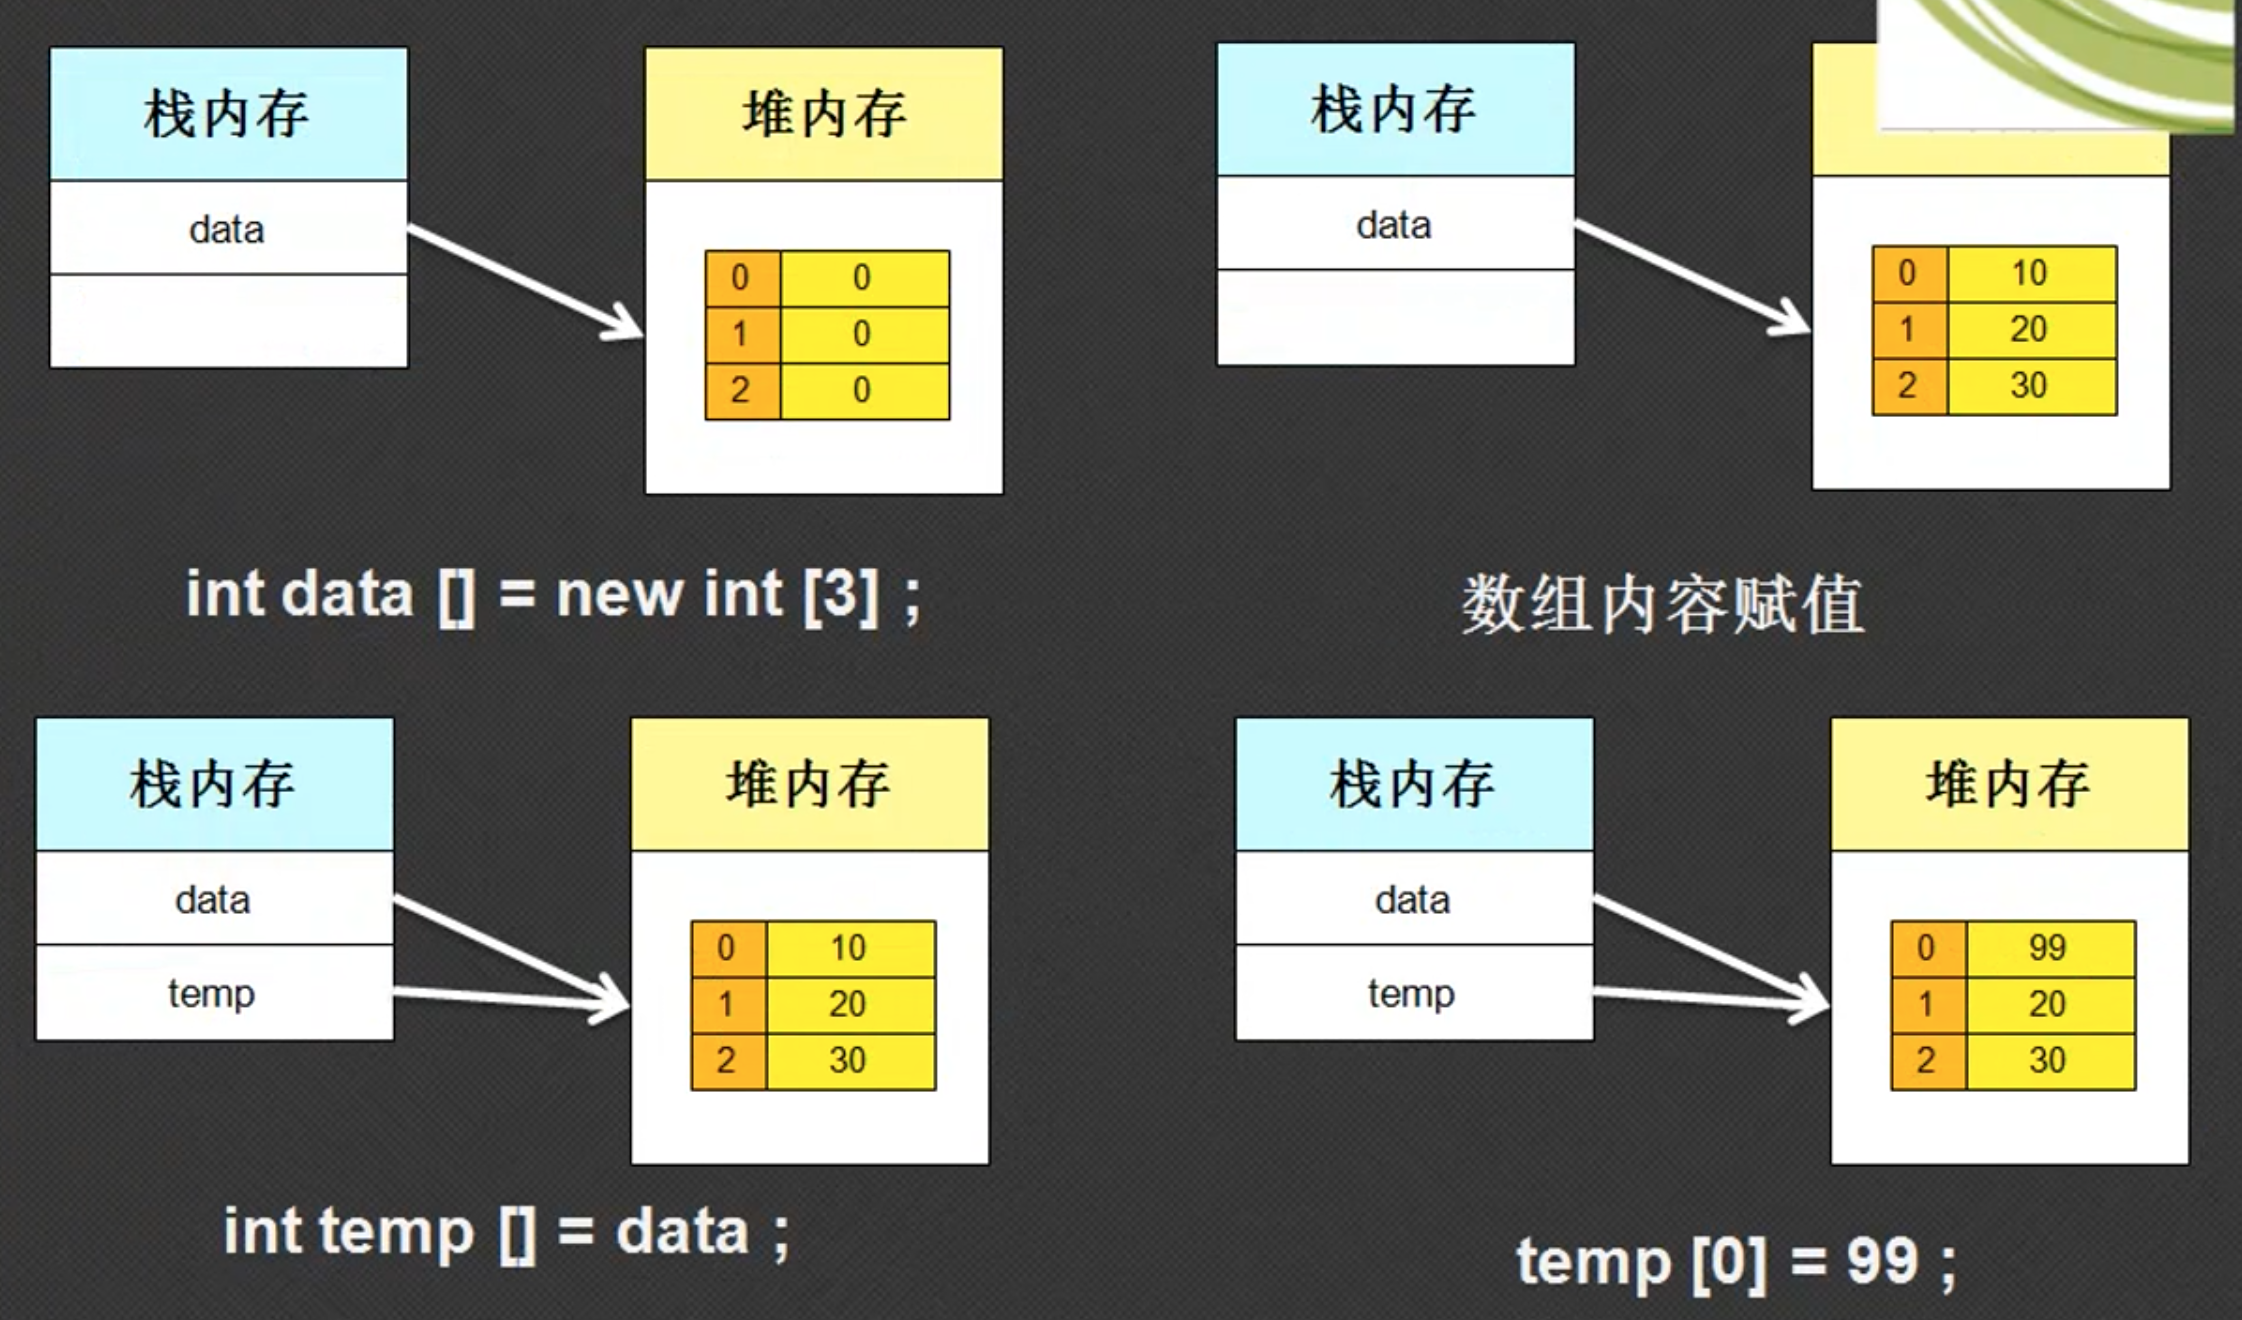 栈内存
data
堆内存
0 0
1 0
2 0
int data [] = new int [3] ;
栈内存
data
0 10
1 20
2 30
数组内容赋值
栈内存
data
temp
堆内存
0 10
1 20
2 30
int temp [] = data ;
栈内存
data
temp
堆内存
0 99
1 20
2 30
temp [0] = 99 ;